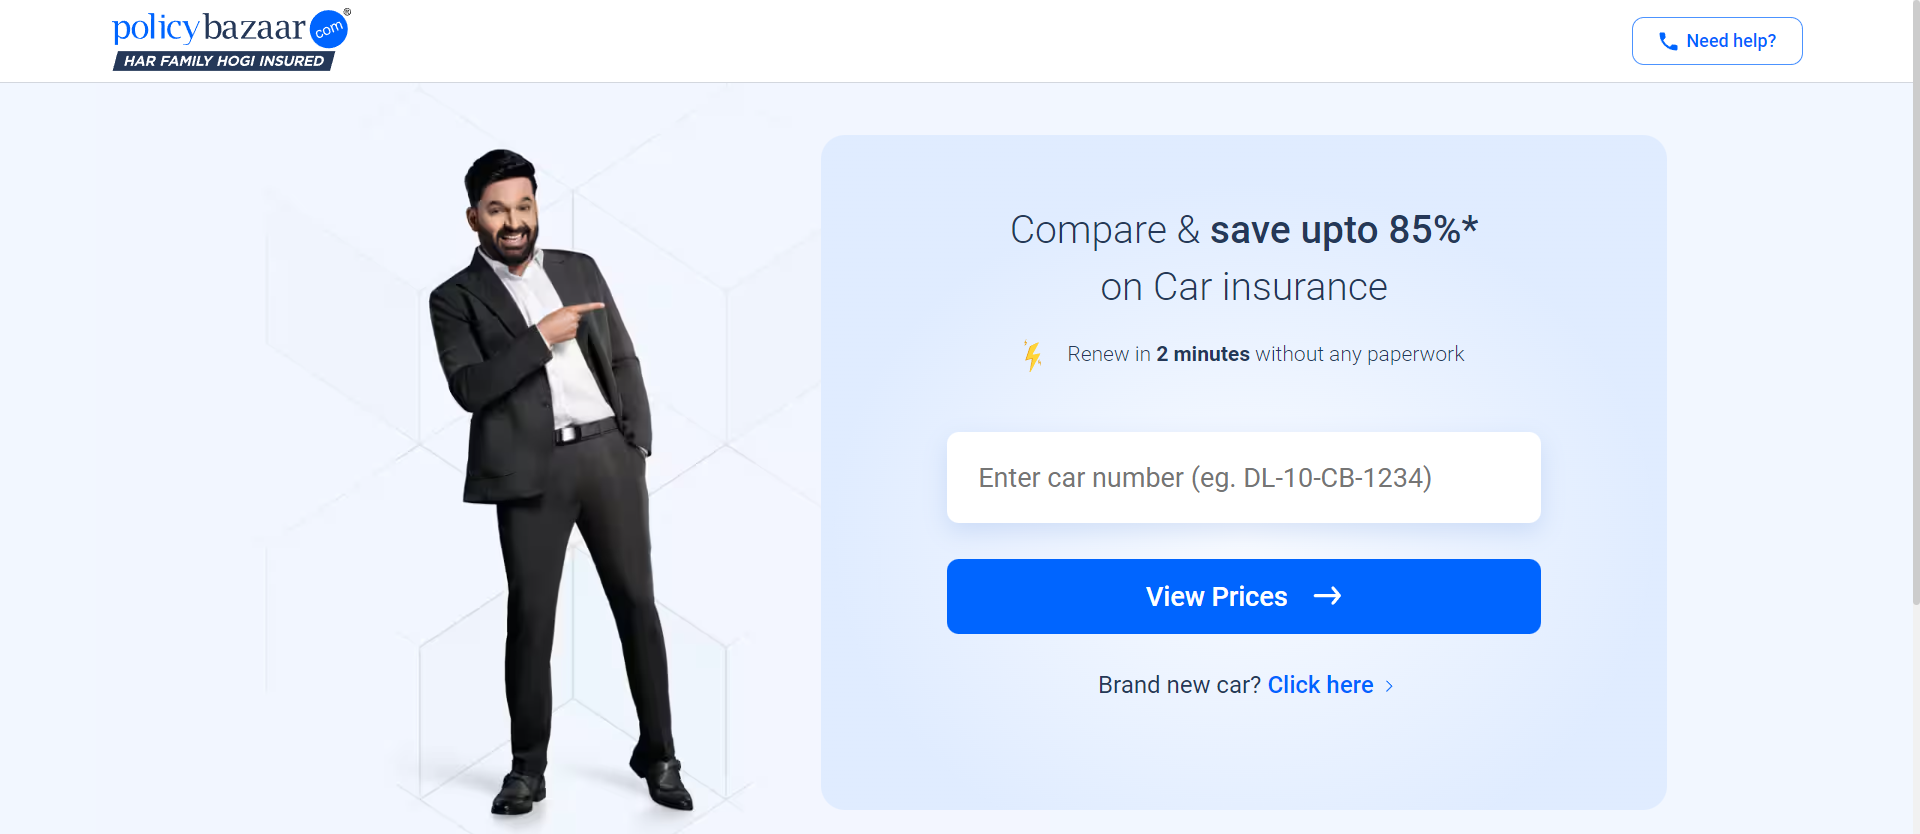 policybazaar com ®
HAR FAMILY HOGI INSURED
Need help?
Compare & save upto 85%*
on Car insurance
Renew in 2 minutes without any paperwork
Enter car number (eg. DL-10-CB-1234)
View Prices →
Brand new car? Click here >